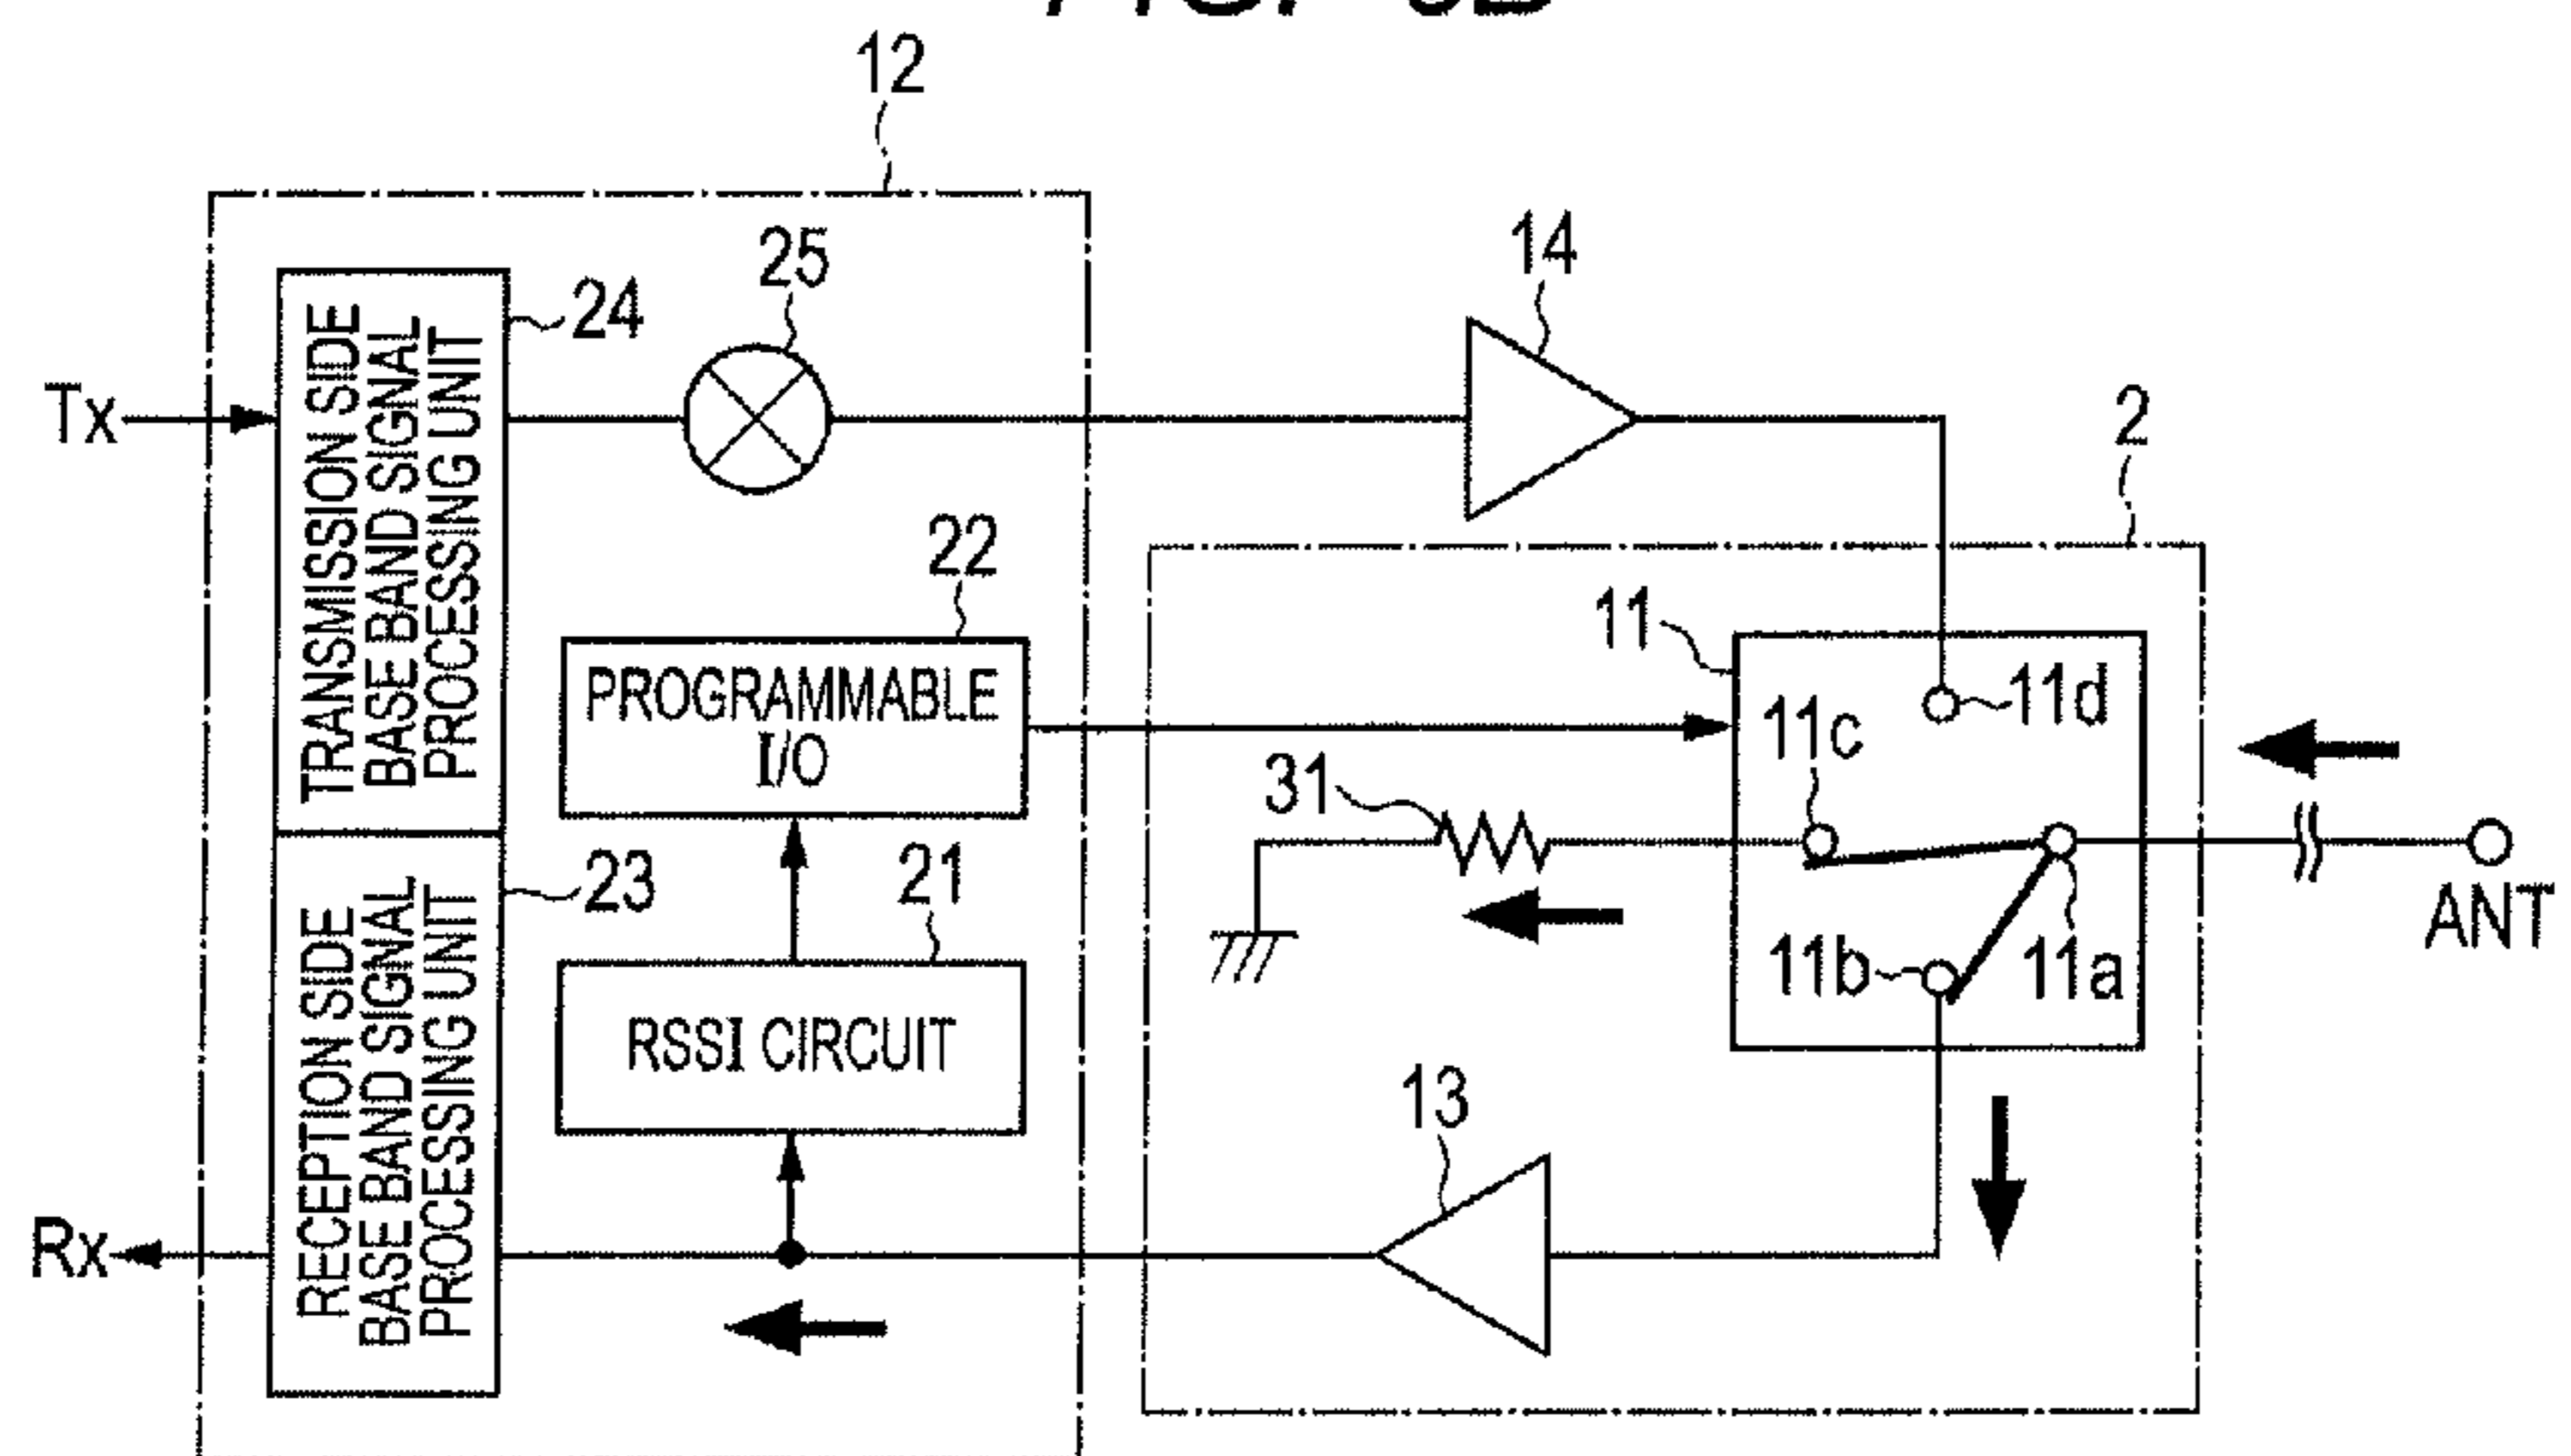 12
25
24
14
Tx
TRANSMISSION SIDE
BASE BAND SIGNAL
PROCESSING UNIT
2
22
PROGRAMMABLE
I/O
11
11d
11c
31
23
21
ANT
RECEPTION SIDE
BASE BAND SIGNAL
PROCESSING UNIT
RSSI CIRCUIT
11b
11a
13
Rx